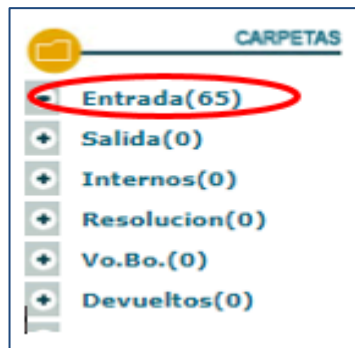 CARPETAS
Entrada(65)
Salida(0)
Internos(0)
Resolucion(0)
Vo.Bo.(0)
Devueltos(0)